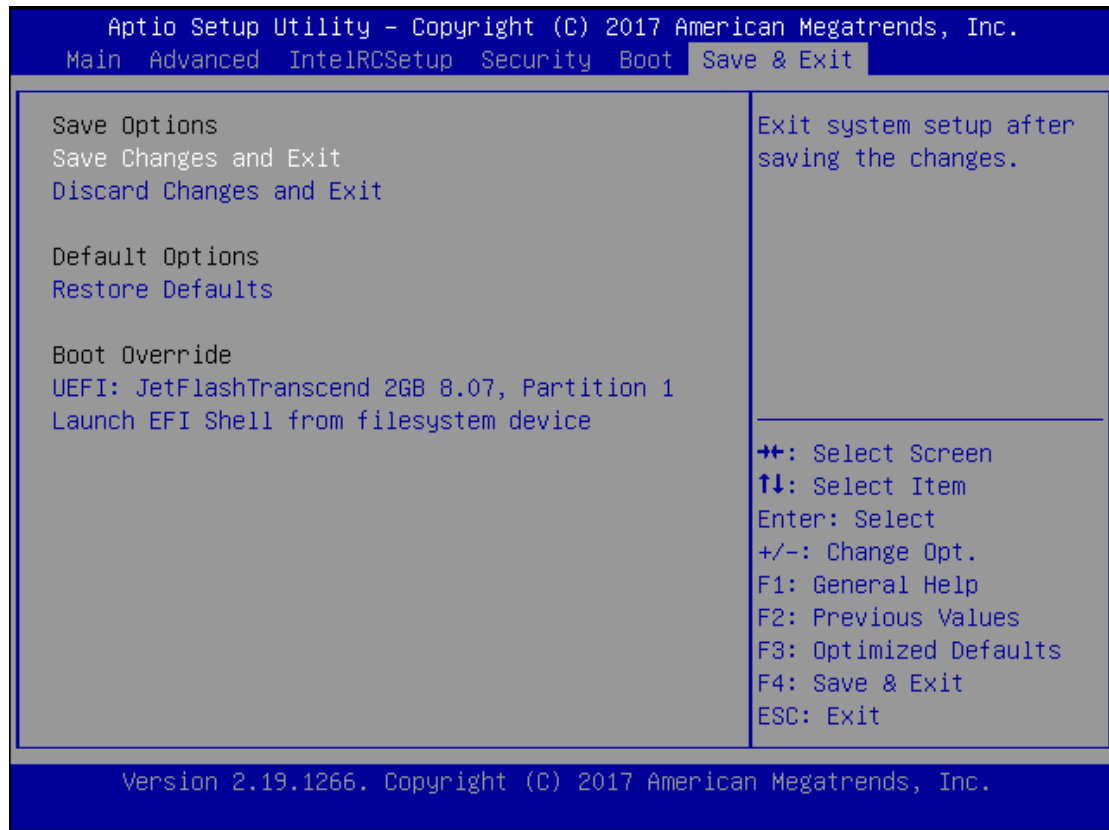 Aptio Setup Utility – Copyright (C) 2017 American Megatrends, Inc.
Main Advanced IntelRCSetup Security Boot Save & Exit
Save Options
Save Changes and Exit
Discard Changes and Exit
Default Options
Restore Defaults
Boot Override
UEFI: JetFlashTranscend 2GB 8.07, Partition 1
Launch EFI Shell from filesystem device
Exit system setup after
saving the changes.
→←: Select Screen
↑↓: Select Item
Enter: Select
+/-: Change Opt.
F1: General Help
F2: Previous Values
F3: Optimized Defaults
F4: Save & Exit
ESC: Exit
Version 2.19.1266. Copyright (C) 2017 American Megatrends, Inc.